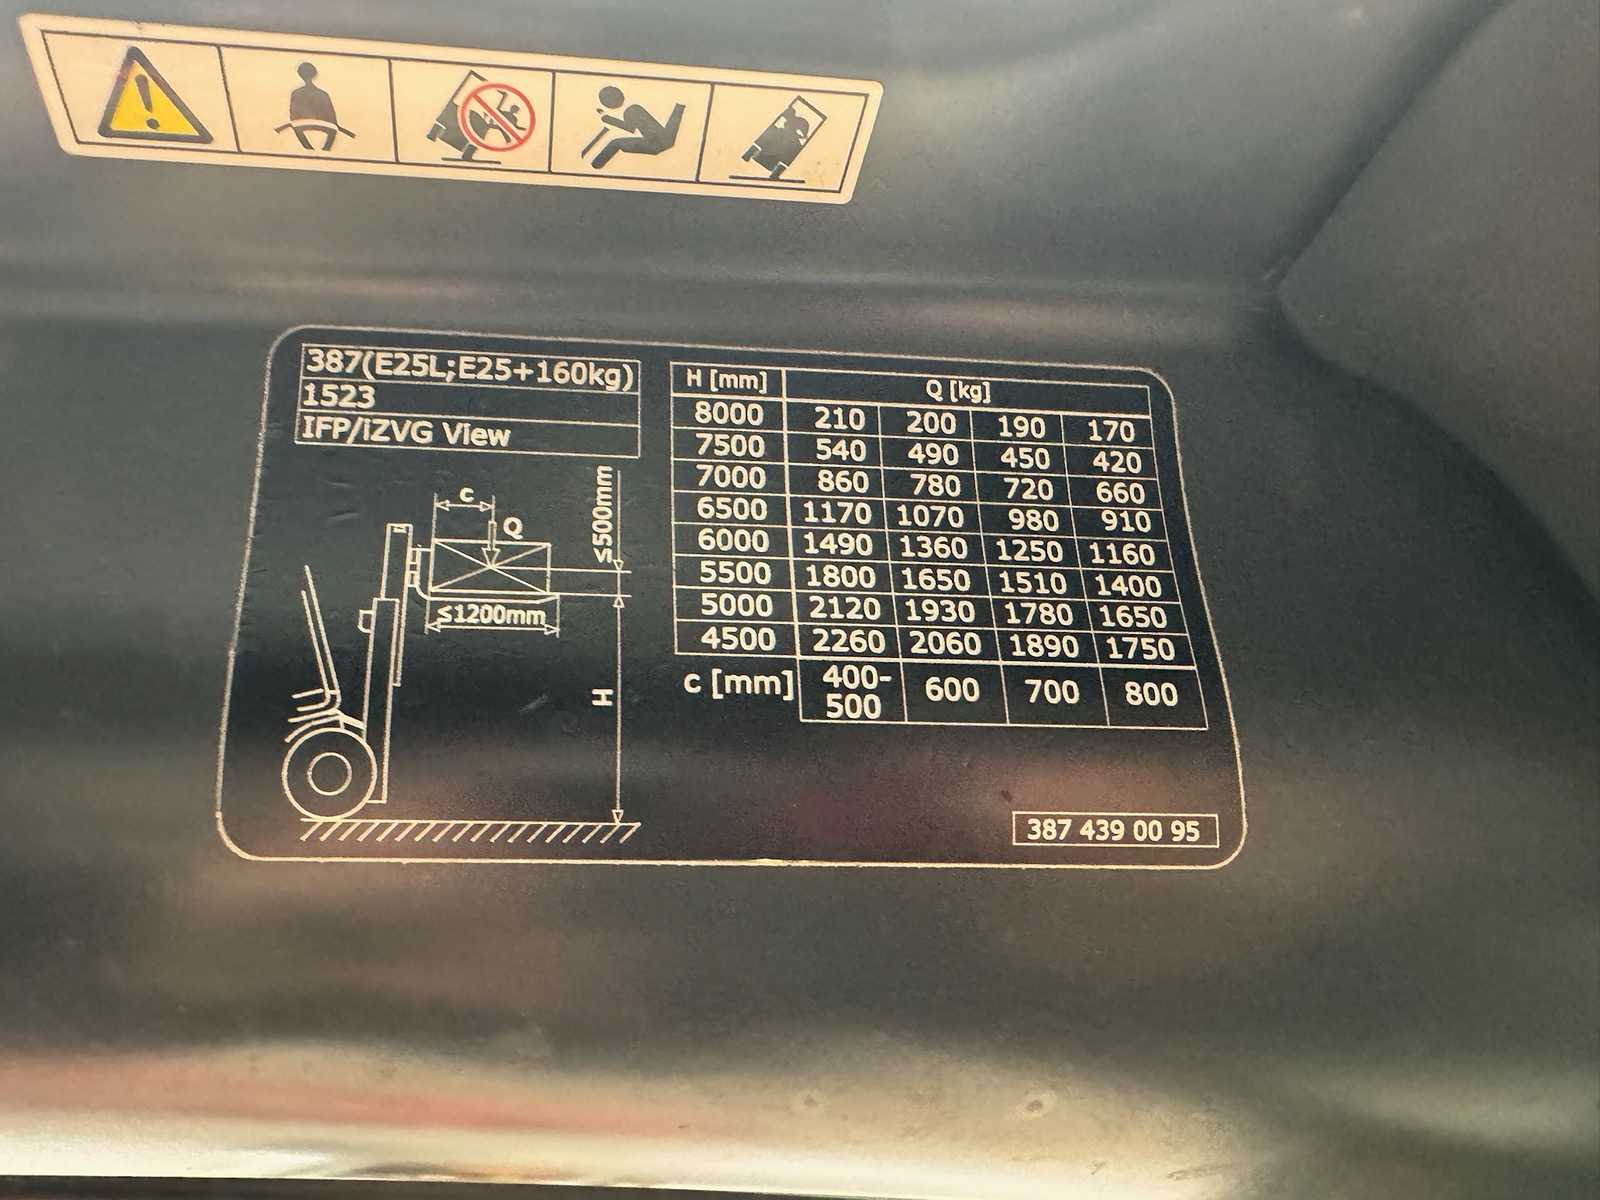 387(E25L;E25+160kg)
1523
IFP/iZVG View
c
Q
≤500mm
≤1200mm
H
H [mm] Q [kg]
8000 210 200 190 170
7500 540 490 450 420
7000 860 780 720 660
6500 1170 1070 980 910
6000 1490 1360 1250 1160
5500 1800 1650 1510 1400
5000 2120 1930 1780 1650
4500 2260 2060 1890 1750
c [mm] 400-500 600 700 800
387 439 00 95